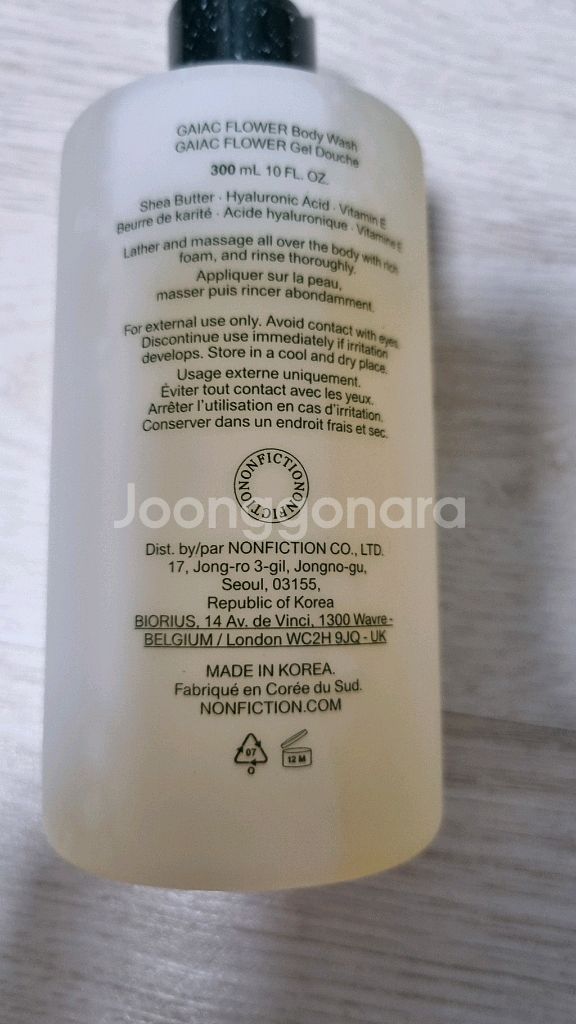 GAIAC FLOWER Body Wash
GAIAC FLOWER Gel Douche
300 mL 10 FL. OZ.
Shea Butter · Hyaluronic Acid · Vitamin E
Beurre de karité · Acide hyaluronique · Vitamine E
Lather and massage all over the body with rich
foam, and rinse thoroughly.
Appliquer sur la peau,
masser puis rincer abondamment.
For external use only. Avoid contact with eyes.
Discontinue use immediately if irritation
develops. Store in a cool and dry place.
Usage externe uniquement.
Éviter tout contact avec les yeux.
Arrêter l'utilisation en cas d'irritation.
Conserver dans un endroit frais et sec.
NONFICTIONONFICTIONONFICTION
Joonggonara
Dist. by/par NONFICTION CO., LTD.
17, Jong-ro 3-gil, Jongno-gu,
Seoul, 03155,
Republic of Korea
BIORIUS, 14 Av. de Vinci, 1300 Wavre-
BELGIUM / London WC2H 9JQ - UK
MADE IN KOREA.
Fabriqué en Corée du Sud.
NONFICTION.COM
07
O
12 M